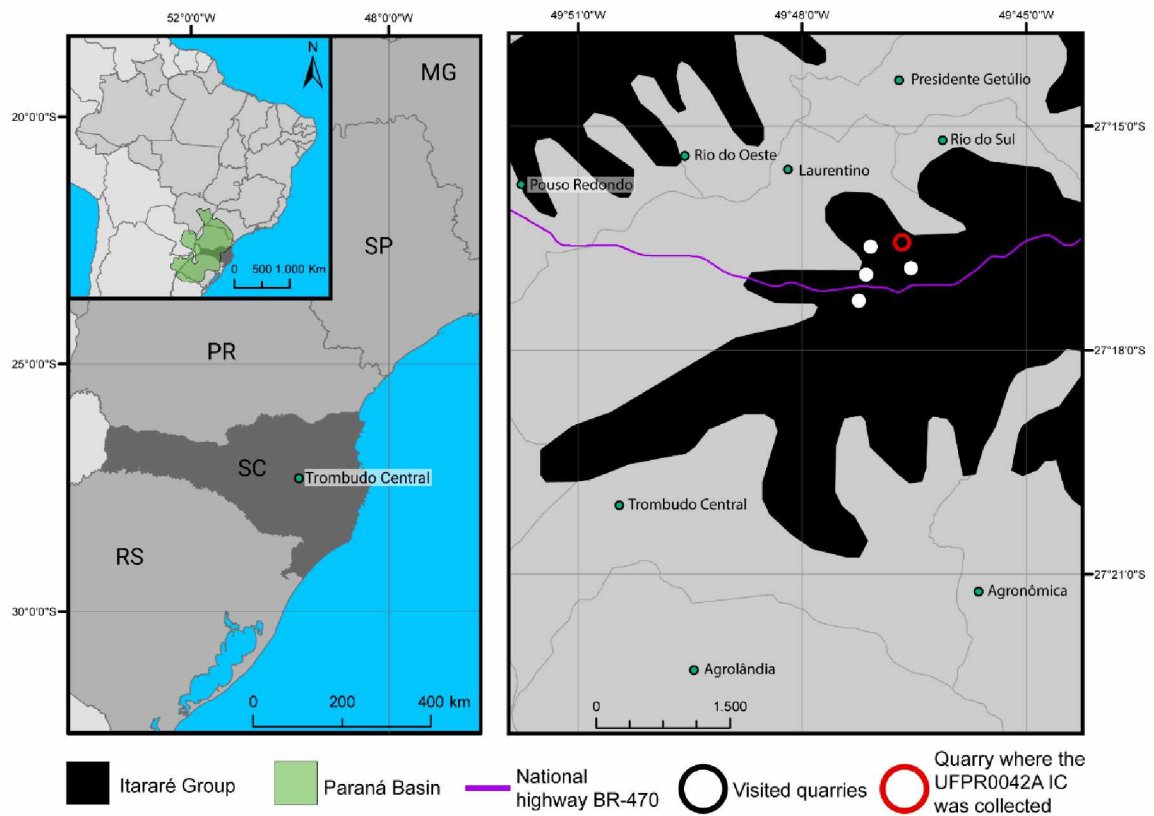 52°0'0"S
48°0'0"S
20°0'0"S
25°0'0"S
30°0'0"S
N
0 500 1.000 Km
MG
SP
PR
SC
Trombudo Central
RS
0 200 400 km
49°51'0"S
49°48'0"S
49°45'0"S
27°15'0"S
27°18'0"S
27°21'0"S
Presidente Getúlio
Rio do Sul
Rio do Oeste
Laurentino
Pouso Redondo
Trombudo Central
Agronômica
Agrolândia
0 1.500
Itararé Group
Paraná Basin
National
highway BR-470
Visited quarries
Quarry where the
UFPR0042A IC
was collected